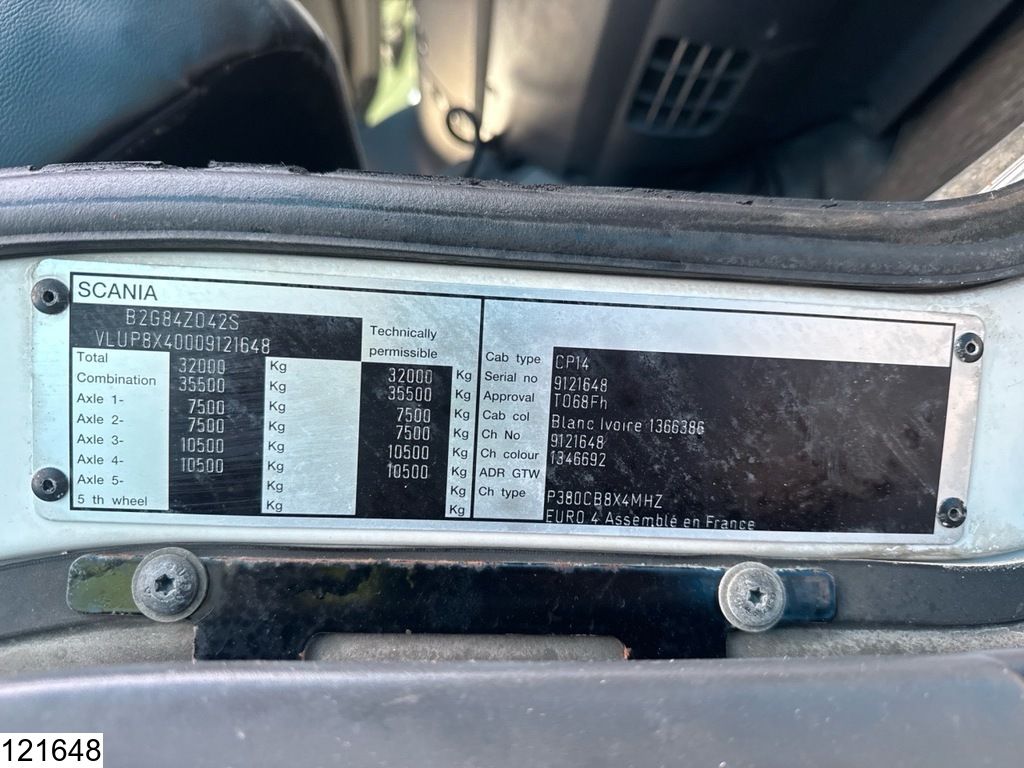 SCANIA
B2G84Z042S
VLUP8X40009121648
Technically
permissible
Total 32000 Kg 32000 Kg
Combination 35500 Kg 35500 Kg
Axle 1- 7500 Kg 7500 Kg
Axle 2- 7500 Kg 7500 Kg
Axle 3- 10500 Kg 10500 Kg
Axle 4- 10500 Kg 10500 Kg
Axle 5- Kg Kg
5 th wheel Kg Kg
Cab type CP14
Serial no 9121648
Approval T068Fh
Cab col Blanc Ivoire 1366386
Ch No 9121648
Ch colour 1346692
ADR GTW
Ch type P380CB8X4MHZ
EURO 4 Assemblé en France
121648